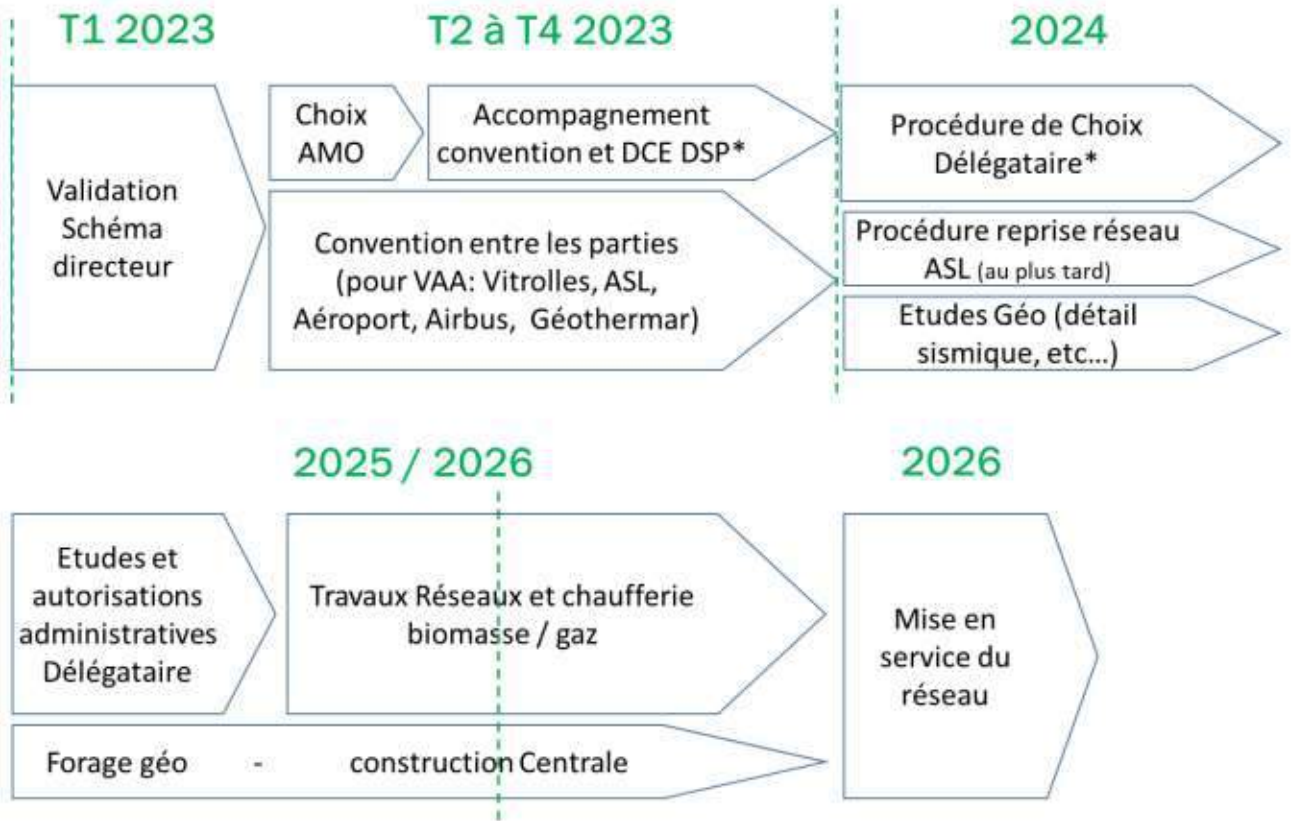 T1 2023
T2 à T4 2023
2024
Validation
Schéma
directeur
Choix
AMO
Accompagnement
convention et DCE DSP*
Convention entre les parties
(pour VAA: Vitrolles, ASL,
Aéroport, Airbus, Géothermar)
Procédure de Choix
Délégataire*
Procédure reprise réseau
ASL (au plus tard)
Etudes Géo (détail
sismique, etc...)
2025 / 2026
2026
Etudes et
autorisations
administratives
Délégataire
Travaux Réseaux et chaufferie
biomasse / gaz
Forage géo - construction Centrale
Mise en
service du
réseau